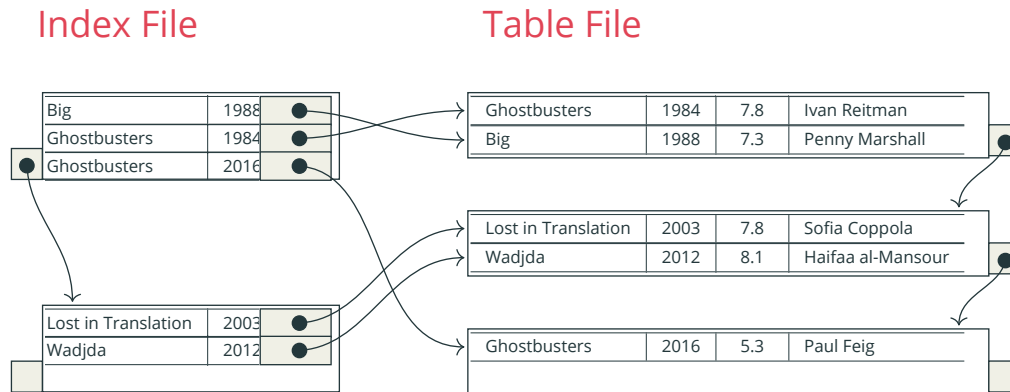 Index File
Big 1988
Ghostbusters 1984
Ghostbusters 2016
Lost in Translation 2003
Wadjda 2012
Table File
Ghostbusters 1984 7.8 Ivan Reitman
Big 1988 7.3 Penny Marshall
Lost in Translation 2003 7.8 Sofia Coppola
Wadjda 2012 8.1 Haifaa al-Mansour
Ghostbusters 2016 5.3 Paul Feig